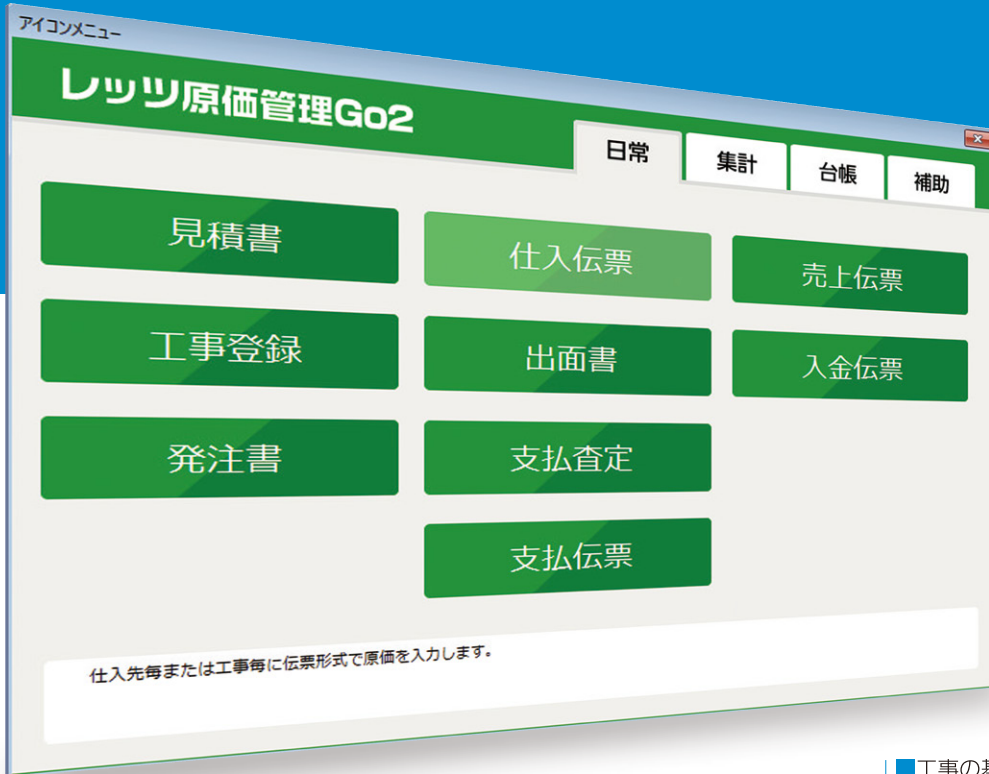 アイコンメニュー
レッツ原価管理Go2
日常
集計
台帳
補助
見積書
仕入伝票
売上伝票
工事登録
出面書
入金伝票
発注書
支払査定
支払伝票
仕入先毎または工事毎に伝票形式で原価を入力します。
■工事の